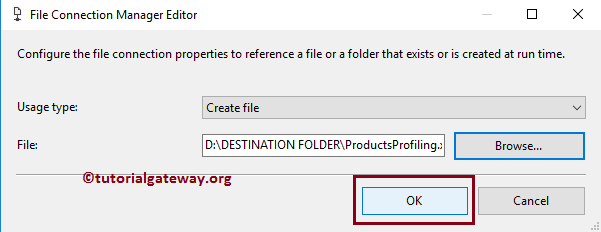 File Connection Manager Editor
Configure the file connection properties to reference a file or a folder that exists or is created at run time.
Usage type:
Create file
File:
D:\DESTINATION FOLDER\ProductsProfiling.x
Browse...
©tutorialgateway.org
OK
Cancel